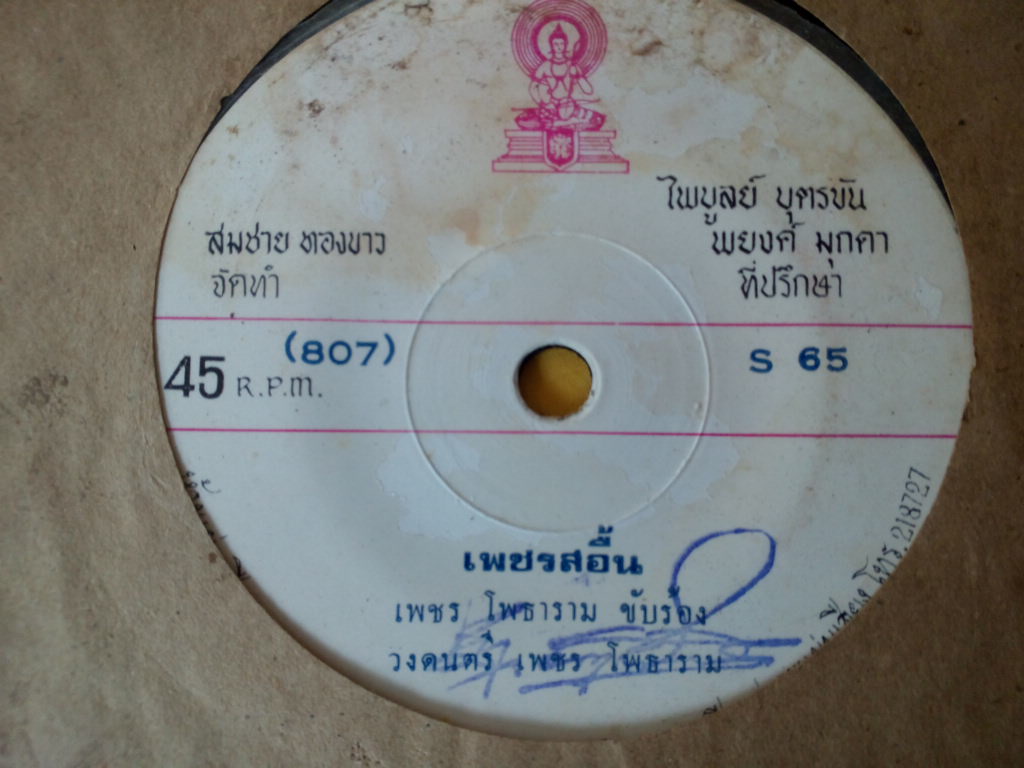 ไพบูลย์ บุตรขัน
สมชาย ทองขาว
พยงค์ มุกดา
จัดทำ
ที่ปรึกษา
45 R.P.M.
(807)
S 65
เพชรสอื้น
เพชร โพธาราม ขับร้อง
วงดนตรี เพชร โพธาราม
โทร. 218727